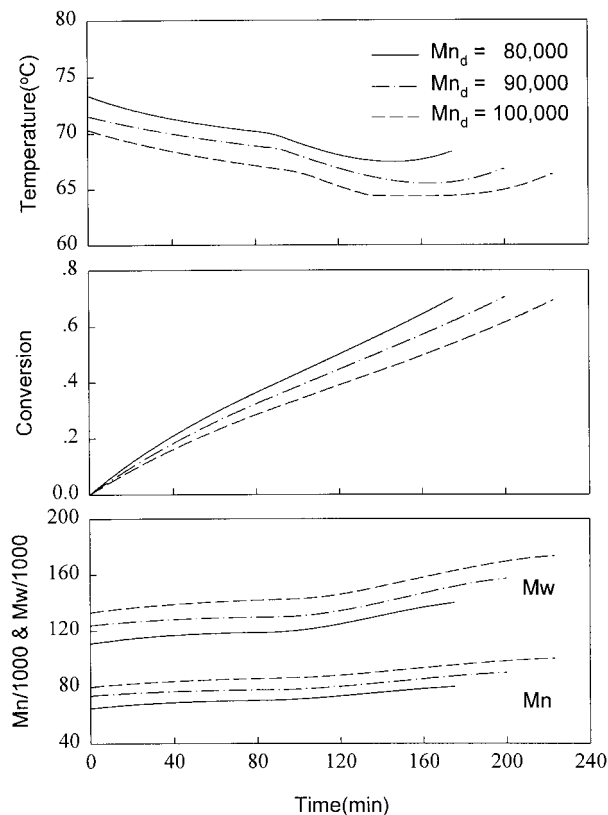 80
75
70
65
60
Temperature(ºC)
Mn_d = 80,000
Mn_d = 90,000
Mn_d = 100,000
.8
.6
.4
.2
0.0
Conversion
200
160
120
80
40
Mn/1000 & Mw/1000
Mw
Mn
0 40 80 120 160 200 240
Time(min)